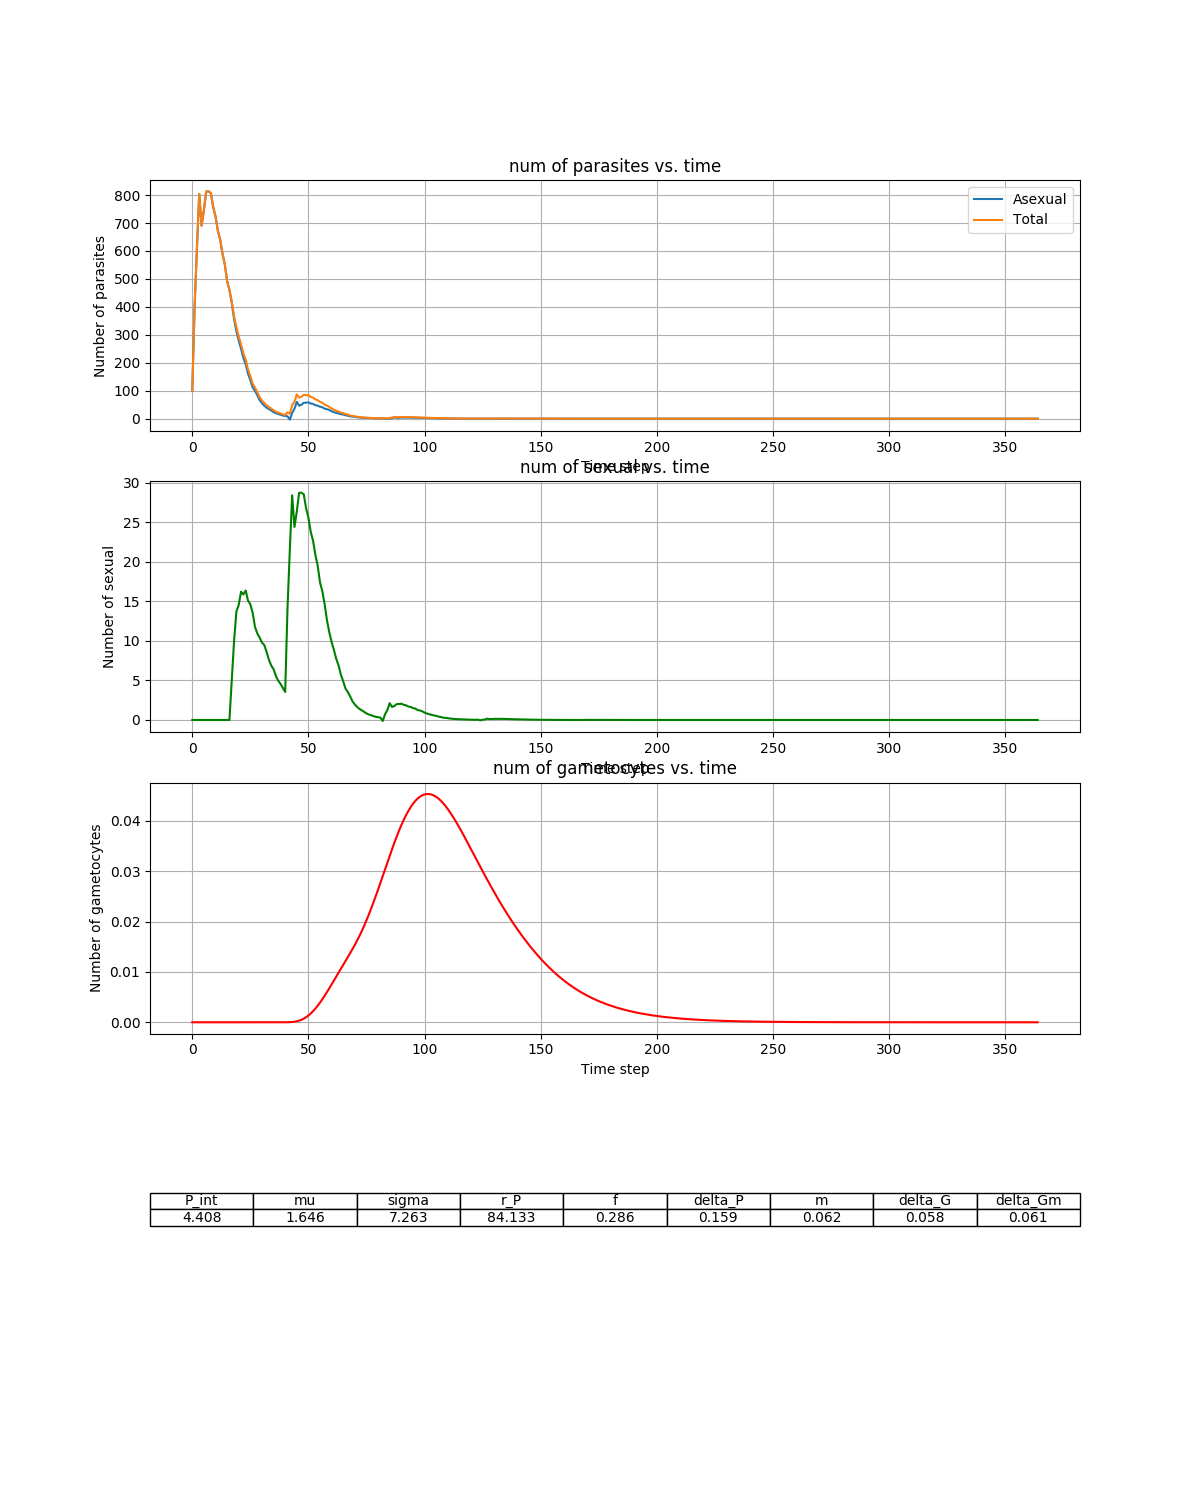 num of parasites vs. time
Number of parasites
800
700
600
500
400
300
200
100
0
Asexual
Total
0 50 100 150 200 250 300 350
Time step
num of sexual vs. time
Number of sexual
30
25
20
15
10
5
0
0 50 100 150 200 250 300 350
Time step
num of gametocytes vs. time
Number of gametocytes
0.04
0.03
0.02
0.01
0.00
0 50 100 150 200 250 300 350
Time step
P_int mu sigma r_P f delta_P m delta_G delta_Gm
4.408 1.646 7.263 84.133 0.286 0.159 0.062 0.058 0.061